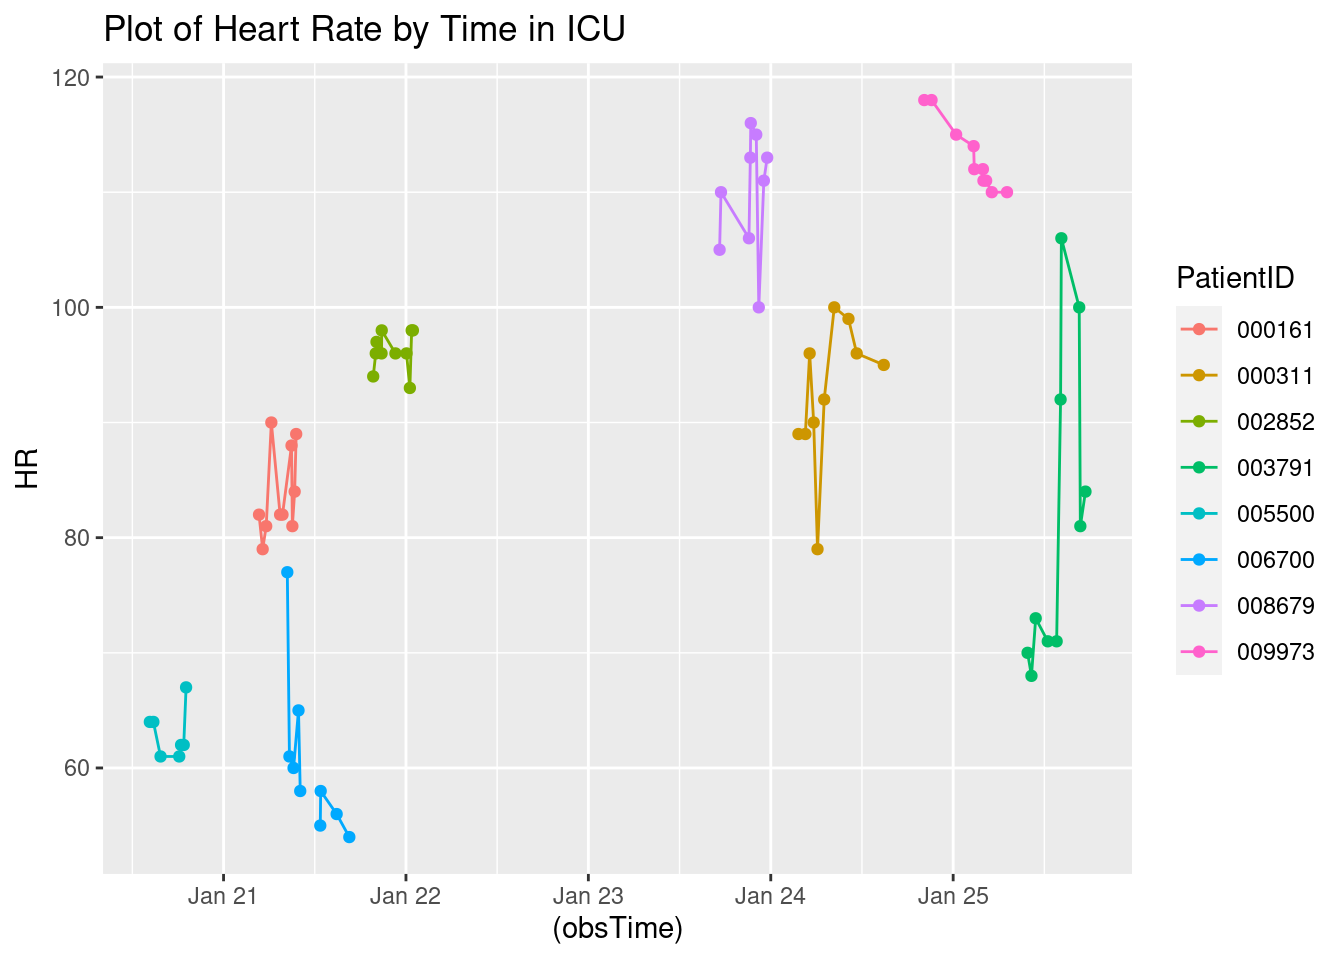 Plot of Heart Rate by Time in ICU
120
100
80
60
HR
Jan 21
Jan 22
Jan 23
Jan 24
Jan 25
(obsTime)
PatientID
000161
000311
002852
003791
005500
006700
008679
009973